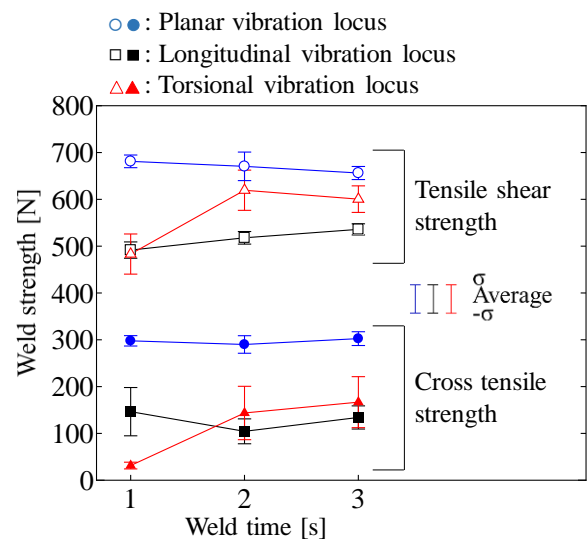 : Planar vibration locus
: Longitudinal vibration locus
: Torsional vibration locus
800
700
600
500
400
300
200
100
0
Weld strength [N]
Tensile shear
strength
σ
Average
-σ
Cross tensile
strength
1 2 3
Weld time [s]